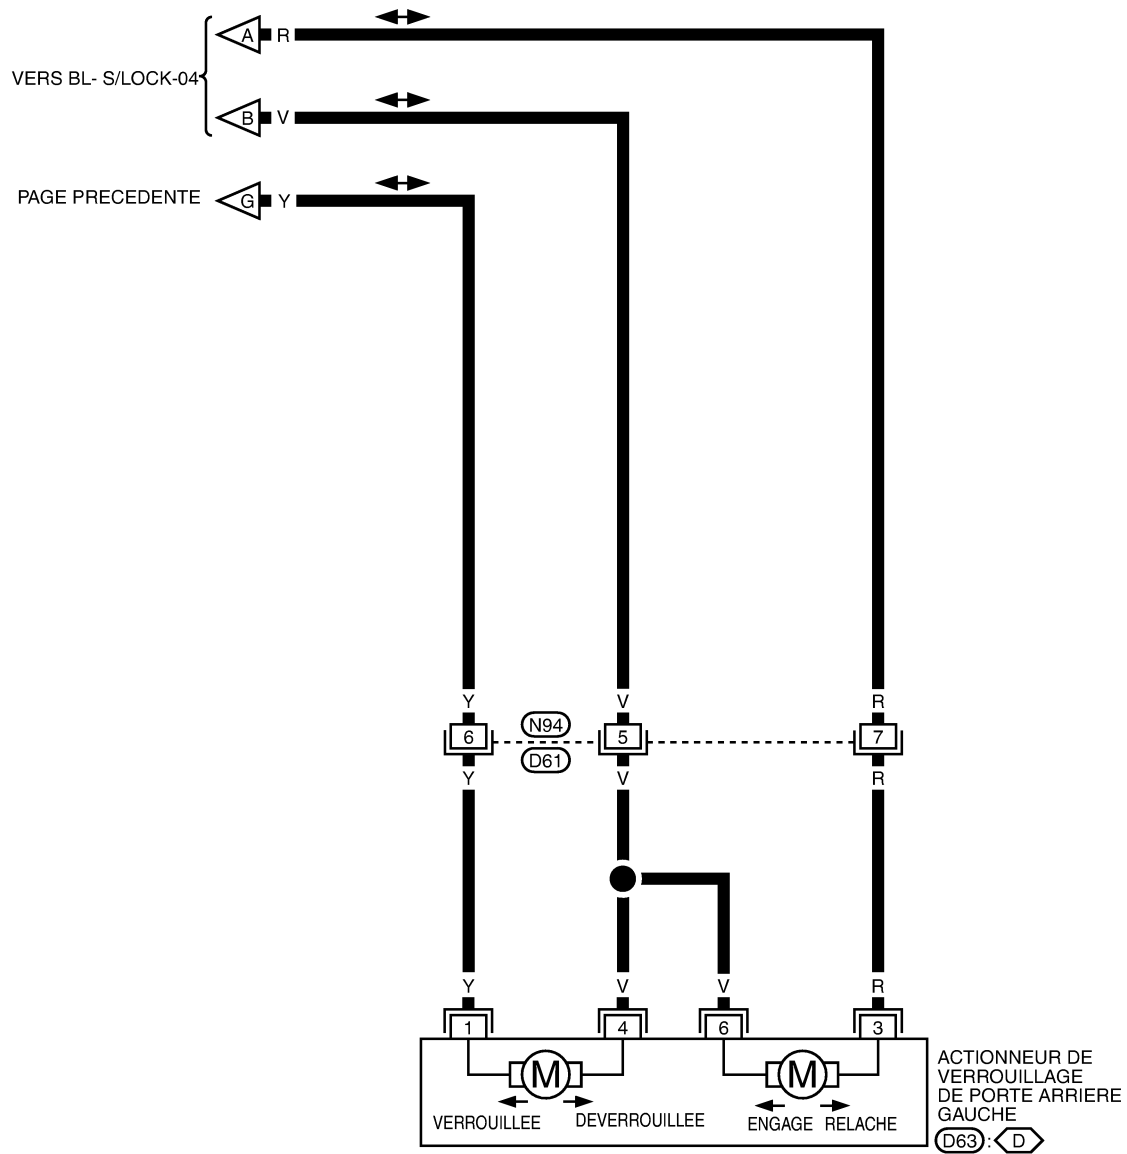 A R
VERS BL- S/LOCK-04
B V
PAGE PRECEDENTE
G Y
Y V R
6 N94 5 7
D61
Y V R
Y V V R
1 4 6 3
M M
VERROUILLEE DEVERROUILLEE ENGAGE RELACHE
ACTIONNEUR DE
VERROUILLAGE
DE PORTE ARRIERE
GAUCHE
D63 : D